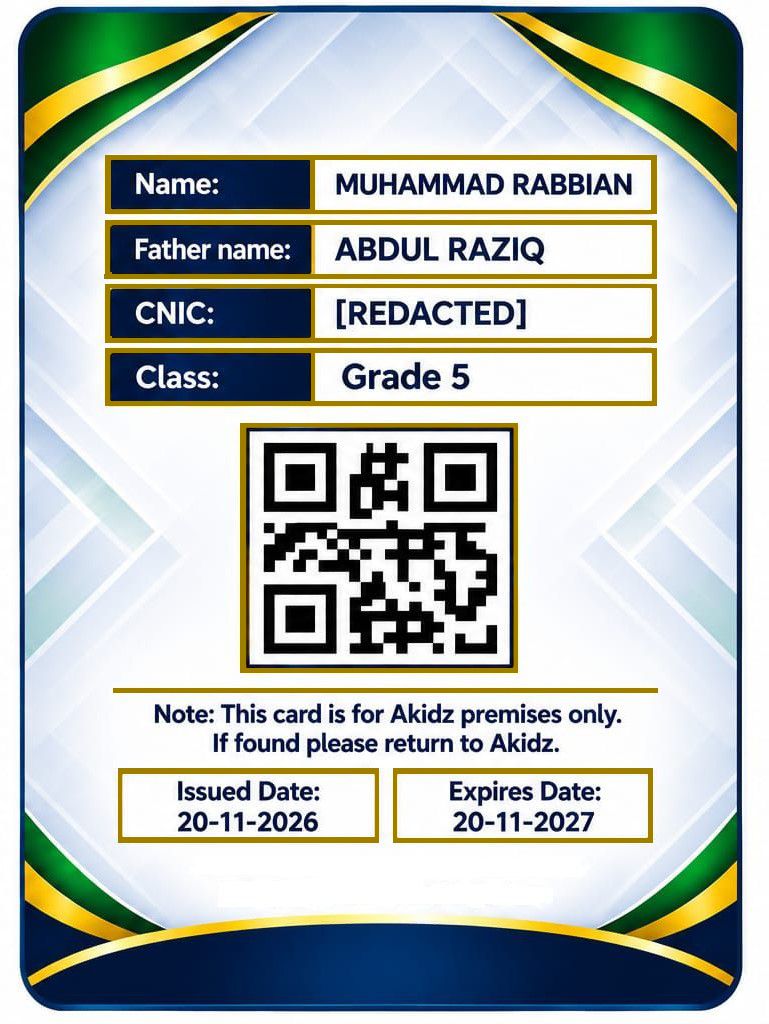 Name: MUHAMMAD RABBIAN
Father name: ABDUL RAZIQ
CNIC: [REDACTED]
Class: Grade 5
Note: This card is for Akidz premises only.
If found please return to Akidz.
Issued Date:
20-11-2026
Expires Date:
20-11-2027